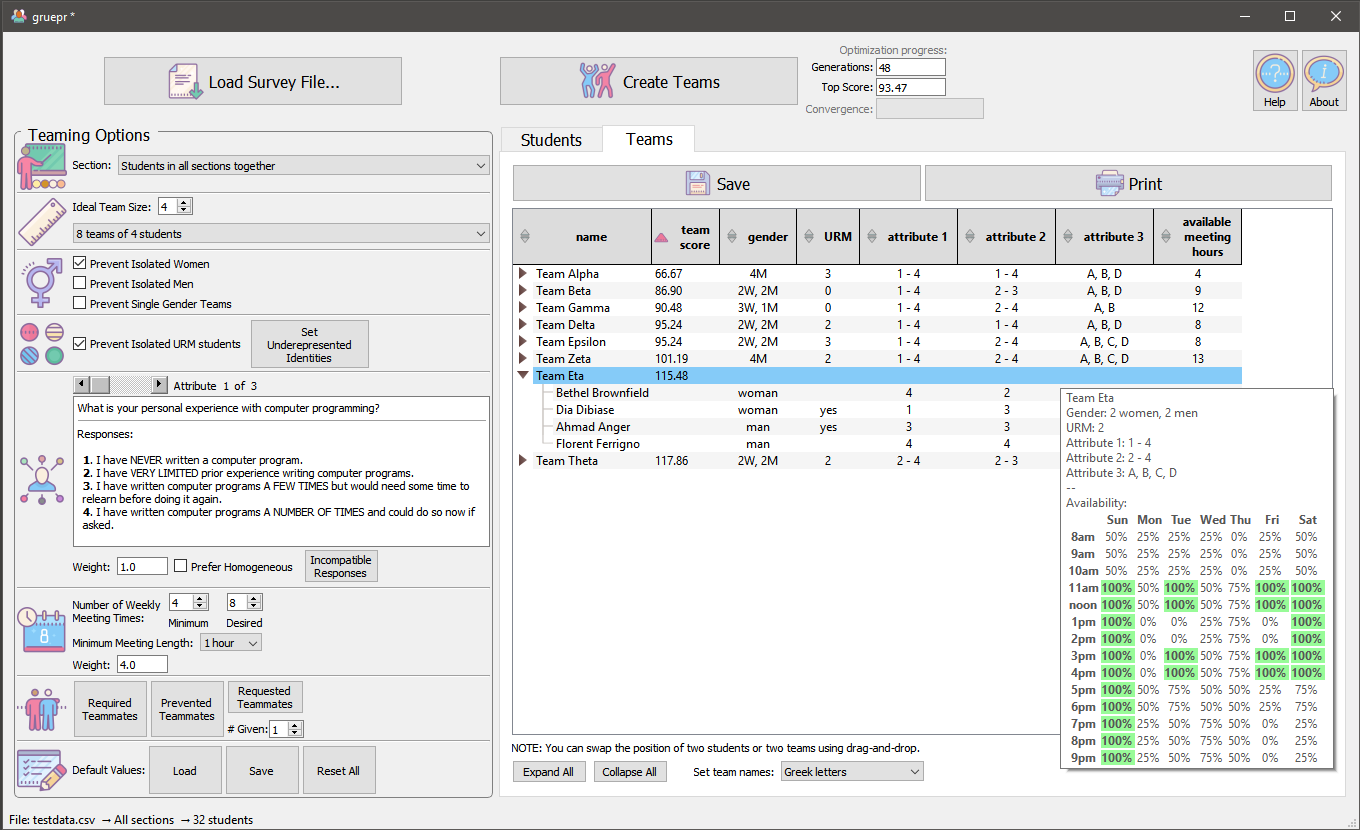 gruepr *
Load Survey File...
Create Teams
Optimization progress:
Generations: 48
Top Score: 93.47
Convergence:
Help
About
Teaming Options
Section: Students in all sections together
Ideal Team Size: 4
8 teams of 4 students
Prevent Isolated Women
Prevent Isolated Men
Prevent Single Gender Teams
Prevent Isolated URM students
Set
Underepresented
Identities
Attribute 1 of 3
What is your personal experience with computer programming?
Responses:
1. I have NEVER written a computer program.
2. I have VERY LIMITED prior experience writing computer programs.
3. I have written computer programs A FEW TIMES but would need some time to
relearn before doing it again.
4. I have written computer programs A NUMBER OF TIMES and could do so now if
asked.
Weight: 1.0 Prefer Homogeneous
Incompatible
Responses
Number of Weekly
Meeting Times:
4 8
Minimum Desired
Minimum Meeting Length: 1 hour
Weight: 4.0
Required
Teammates
Prevented
Teammates
Requested
Teammates
# Given: 1
Default Values: Load Save Reset All
Students Teams
Save Print
name team score gender URM attribute 1 attribute 2 attribute 3 available meeting hours
Team Alpha 66.67 4M 3 1 - 4 1 - 4 A, B, D 4
Team Beta 86.90 2W, 2M 0 1 - 4 2 - 3 A, B, D 9
Team Gamma 90.48 3W, 1M 0 1 - 4 2 - 4 A, B 12
Team Delta 95.24 2W, 2M 2 1 - 4 1 - 4 A, B, D 8
Team Epsilon 95.24 2W, 2M 3 1 - 4 2 - 4 A, B, C, D 8
Team Zeta 101.19 4M 2 1 - 4 2 - 4 A, B, C, D 13
Team Eta 115.48
Bethel Brownfield woman 4 2
Dia Dibiase woman yes 1 3
Ahmad Anger man yes 3 3
Florent Ferrigno man 4 4
Team Theta 117.86 2W, 2M 2 2 - 4 2 - 3
Team Eta
Gender: 2 women, 2 men
URM: 2
Attribute 1: 1 - 4
Attribute 2: 2 - 4
Attribute 3: A, B, C, D
--
Availability:
Sun Mon Tue Wed Thu Fri Sat
8am 50% 25% 25% 25% 0% 25% 50%
9am 50% 25% 25% 25% 0% 25% 50%
10am 50% 25% 25% 25% 0% 25% 50%
11am 100% 50% 100% 50% 75% 100% 100%
noon 100% 50% 100% 50% 75% 100% 100%
1pm 100% 0% 0% 25% 75% 0% 100%
2pm 100% 0% 0% 25% 75% 0% 100%
3pm 100% 0% 100% 50% 75% 100% 100%
4pm 100% 0% 100% 50% 75% 100% 100%
5pm 100% 50% 75% 50% 50% 25% 75%
6pm 100% 50% 75% 50% 50% 25% 75%
7pm 100% 25% 50% 75% 50% 0% 25%
8pm 100% 25% 50% 75% 50% 0% 25%
9pm 100% 25% 50% 75% 50% 0% 25%
NOTE: You can swap the position of two students or two teams using drag-and-drop.
Expand All Collapse All Set team names: Greek letters
File: testdata.csv → All sections → 32 students